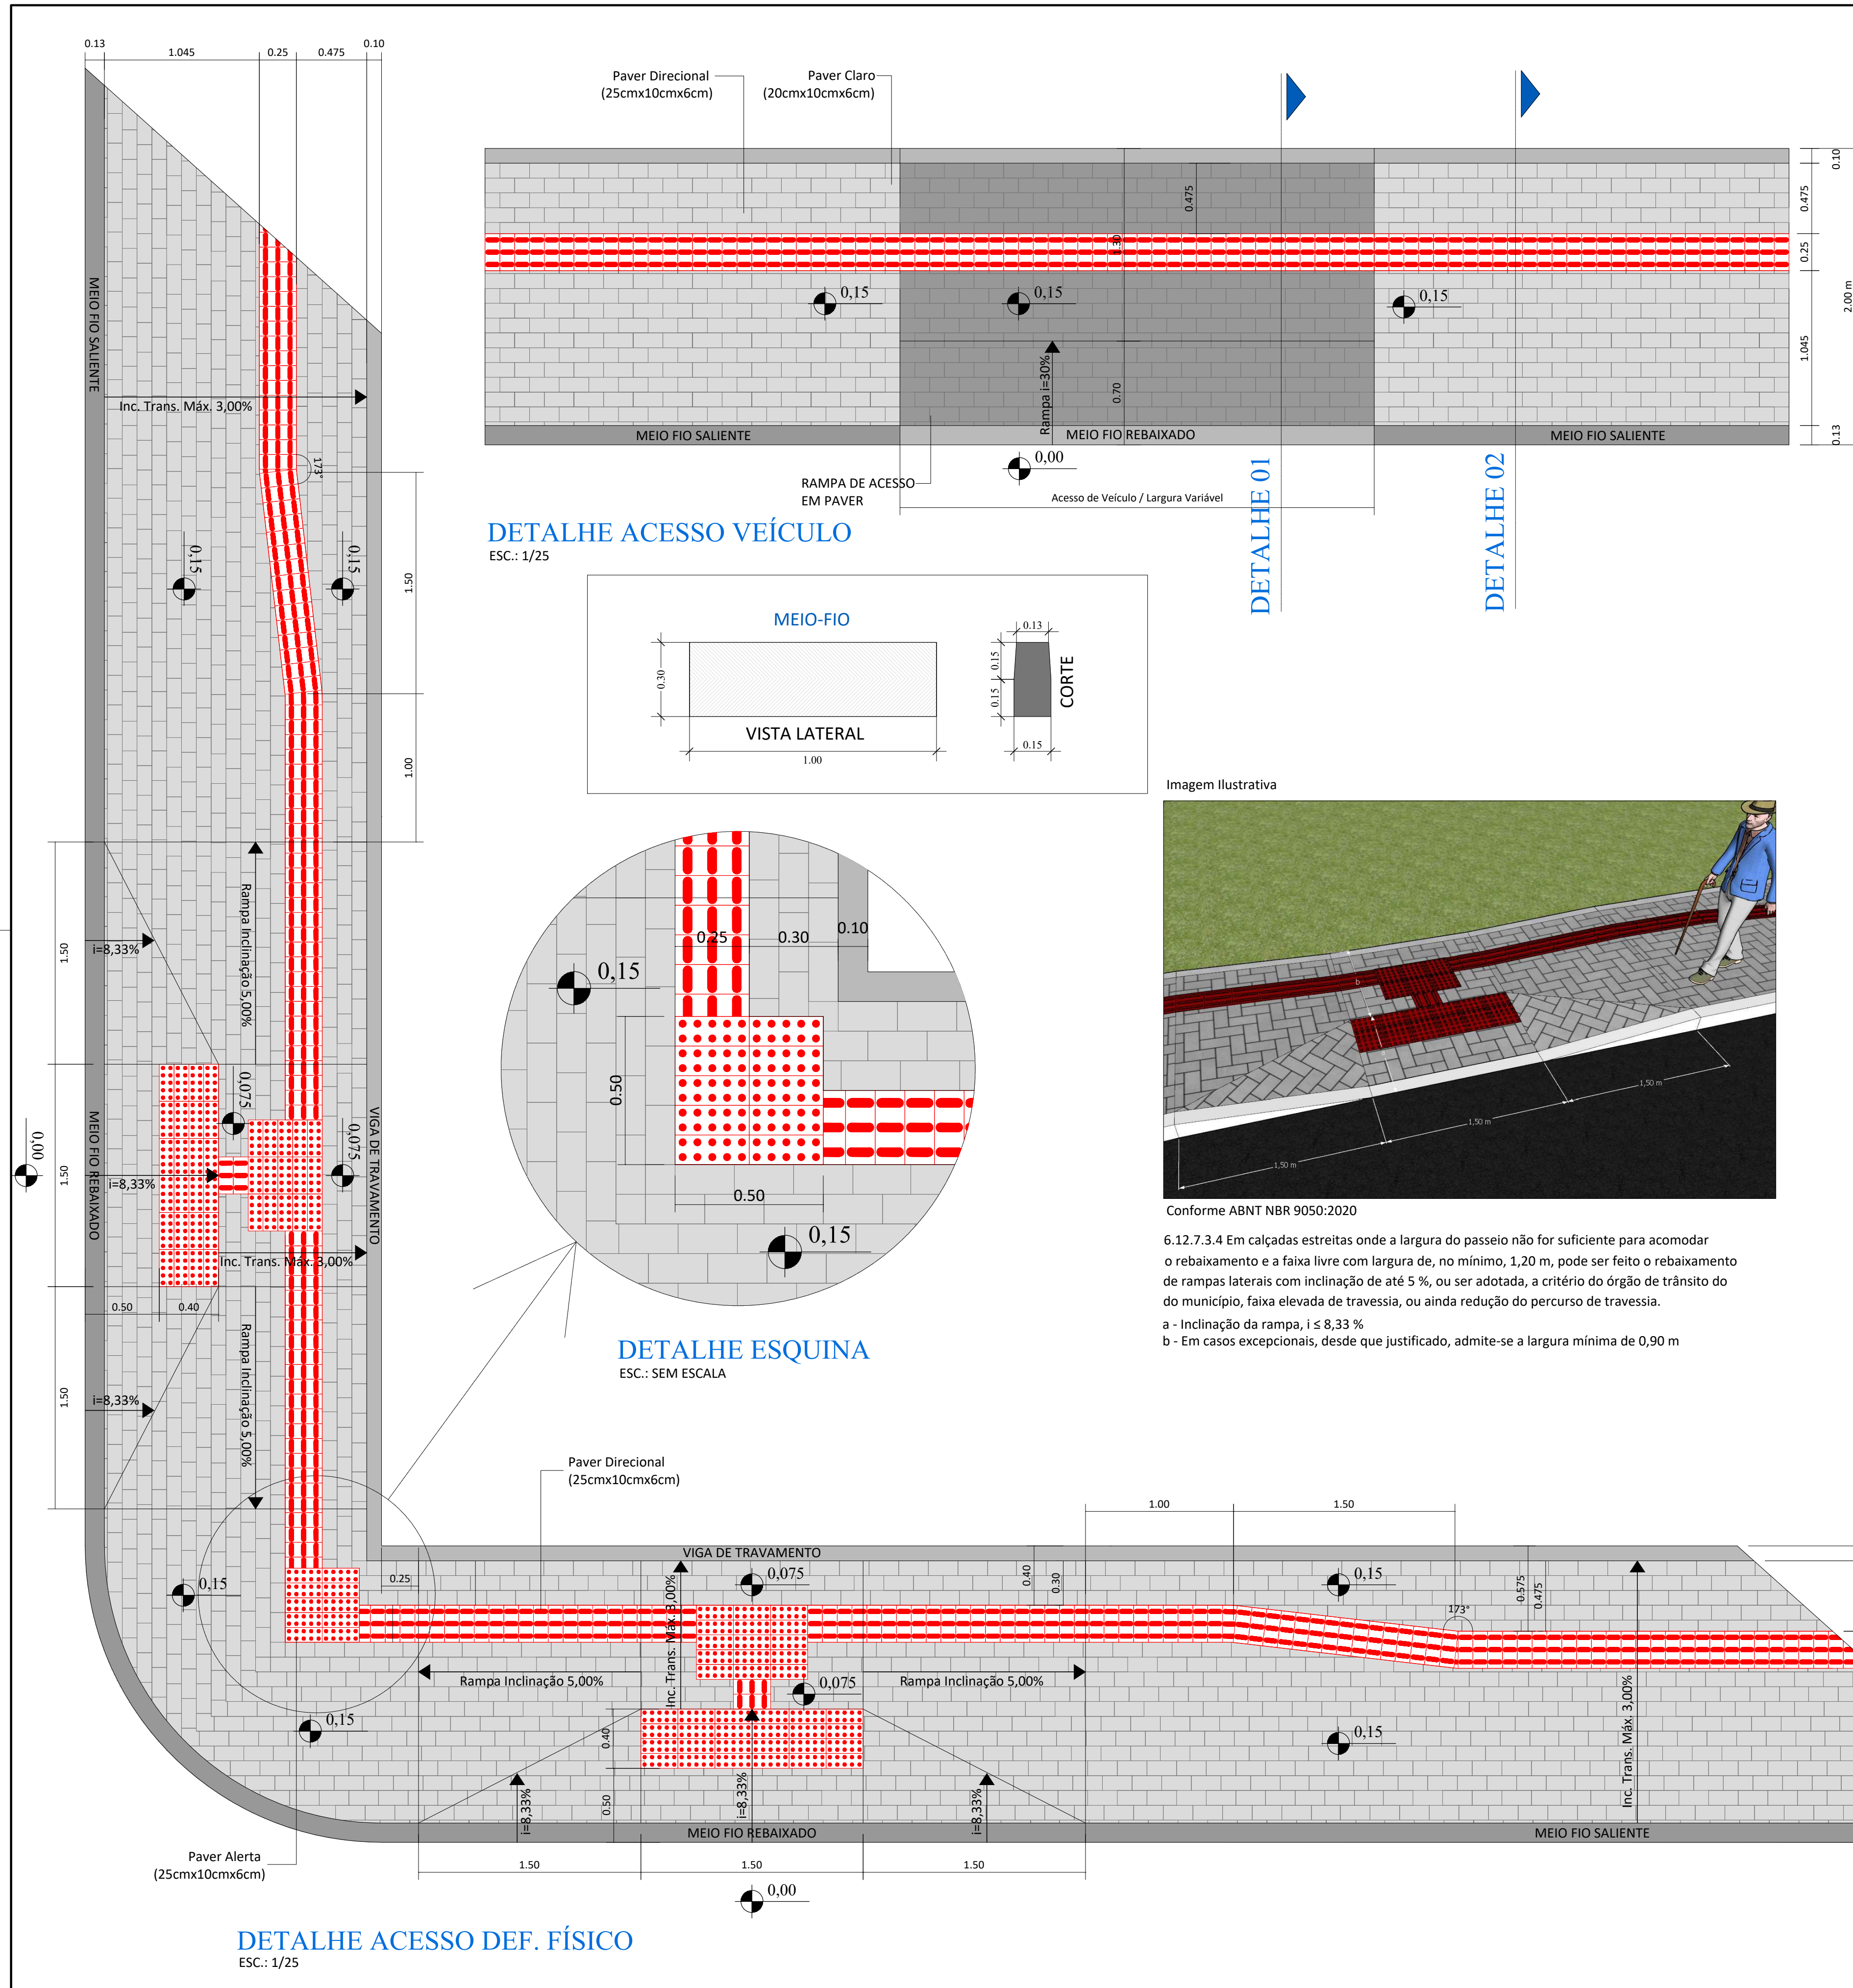 0.13
1.045
0.25
0.475
0.10
MEIO FIO SALIENTE
Inc. Trans. Máx. 3,00%
173°
0,15
0,15
1.50
1.00
1.50
i=8,33%
Rampa Inclinação 5,00%
0,075
0,00
1.50
MEIO FIO REBAIXADO
i=8,33%
0,075
VIGA DE TRAVAMENTO
Inc. Trans. Máx. 3,00%
0.50
0.40
1.50
i=8,33%
Rampa Inclinação 5,00%
Paver Direcional
(25cmx10cmx6cm)
Paver Claro
(20cmx10cmx6cm)
0.10
0.475
0.475
0.25
1.30
2.00 m
0,15
0,15
0,15
1.045
Rampa i=30%
0.70
0.13
MEIO FIO SALIENTE
MEIO FIO REBAIXADO
MEIO FIO SALIENTE
0,00
RAMPA DE ACESSO
EM PAVER
Acesso de Veículo / Largura Variável
DETALHE 01
DETALHE 02
DETALHE ACESSO VEÍCULO
ESC.: 1/25
MEIO-FIO
0.30
VISTA LATERAL
1.00
0.13
0.15
0.15
CORTE
0.15
0.25
0.30
0.10
0,15
0.50
0.50
0,15
DETALHE ESQUINA
ESC.: SEM ESCALA
Imagem Ilustrativa
b
a
1,50 m
1,50 m
1,50 m
Conforme ABNT NBR 9050:2020
6.12.7.3.4 Em calçadas estreitas onde a largura do passeio não for suficiente para acomodar
o rebaixamento e a faixa livre com largura de, no mínimo, 1,20 m, pode ser feito o rebaixamento
de rampas laterais com inclinação de até 5 %, ou ser adotada, a critério do órgão de trânsito do
do município, faixa elevada de travessia, ou ainda redução do percurso de travessia.
a - Inclinação da rampa, i ≤ 8,33 %
b - Em casos excepcionais, desde que justificado, admite-se a largura mínima de 0,90 m
Paver Direcional
(25cmx10cmx6cm)
1.00
1.50
VIGA DE TRAVAMENTO
0,15
0.25
0,075
0.40
0.30
0,15
0.575
0.475
173°
Inc. Trans. Máx. 3,00%
Rampa Inclinação 5,00%
Rampa Inclinação 5,00%
0,075
0,15
0.40
0,15
Inc. Trans. Máx. 3,00%
0.50
i=8,33%
i=8,33%
i=8,33%
MEIO FIO REBAIXADO
MEIO FIO SALIENTE
Paver Alerta
(25cmx10cmx6cm)
1.50
1.50
1.50
0,00
DETALHE ACESSO DEF. FÍSICO
ESC.: 1/25